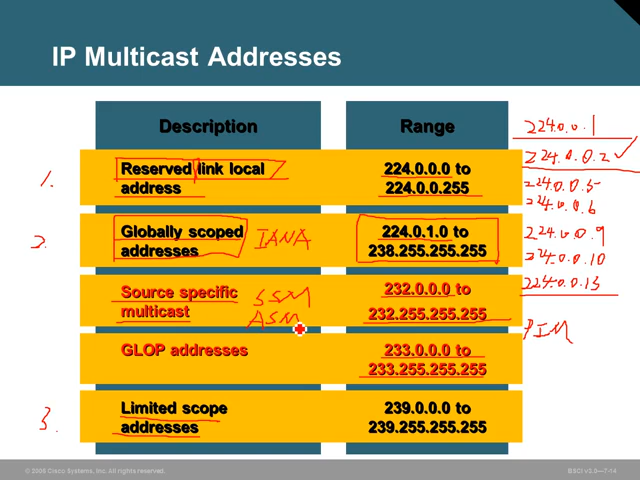 IP Multicast Addresses
Description Range
224.0.0.1
224.0.0.2
1. Reserved link local
address
224.0.0.0 to
224.0.0.255
224.0.0.5
224.0.0.6
2. Globally scoped
addresses
IANA
224.0.1.0 to
238.255.255.255
224.0.0.9
224.0.0.10
224.0.0.13
Source specific
multicast
SSM
ASM
232.0.0.0 to
232.255.255.255
PIM
GLOP addresses
233.0.0.0 to
233.255.255.255
3. Limited scope
addresses
239.0.0.0 to
239.255.255.255
© 2006 Cisco Systems, Inc. All rights reserved.
BSCI v3.0—7-14